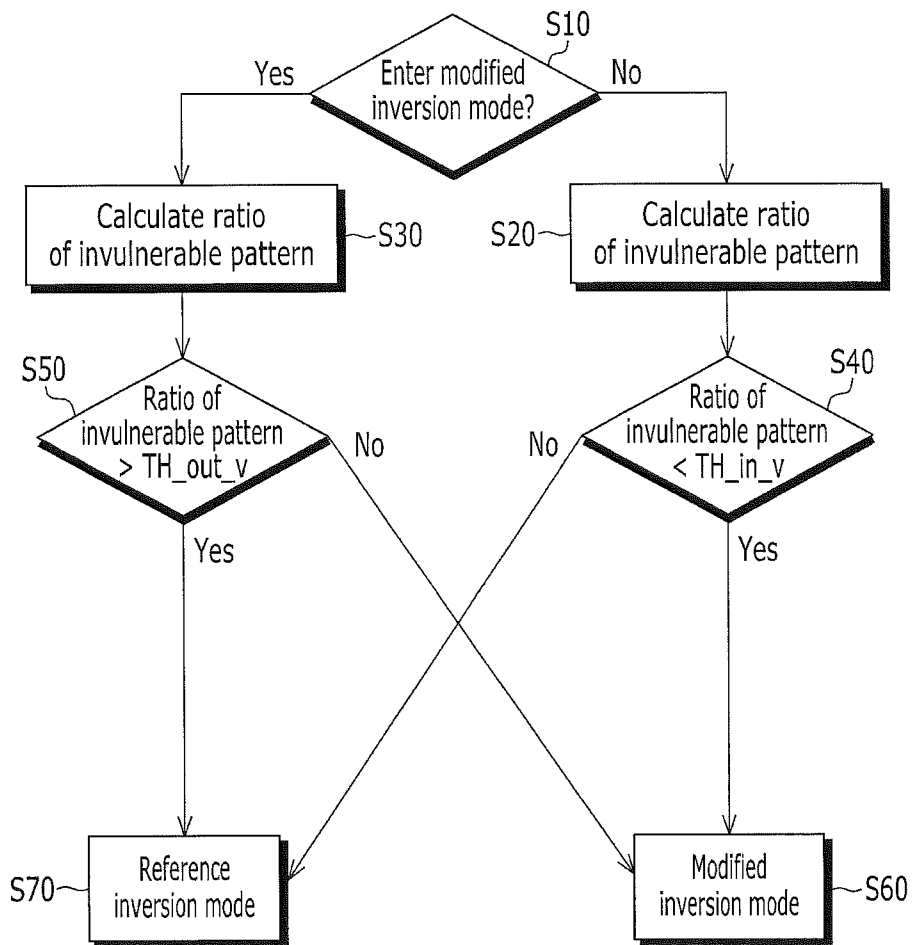 S10
Enter modified
inversion mode?
Yes
No
Calculate ratio
of invulnerable pattern
S30
S20
Calculate ratio
of invulnerable pattern
S50
Ratio of
invulnerable pattern
> TH_out_v
No
Yes
S40
Ratio of
invulnerable pattern
< TH_in_v
No
Yes
S70
Reference
inversion mode
Modified
inversion mode
S60